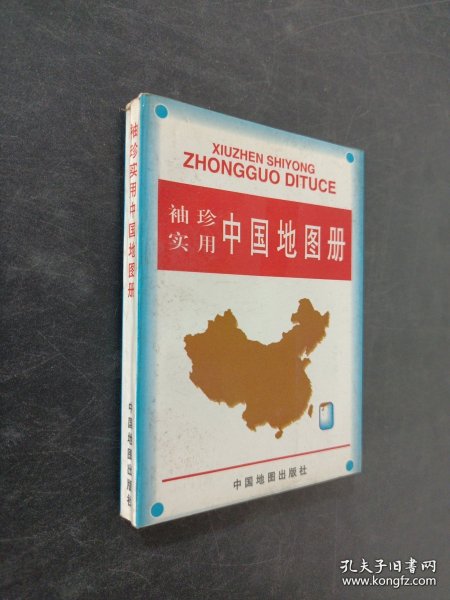 XIUZHEN SHIYONG
ZHONGGUO DITUCE
袖珍
实用
中国地图册
中国地图出版社
袖珍实用中国地图册
中国地图出版社
孔夫子旧书网
www.kongfz.com